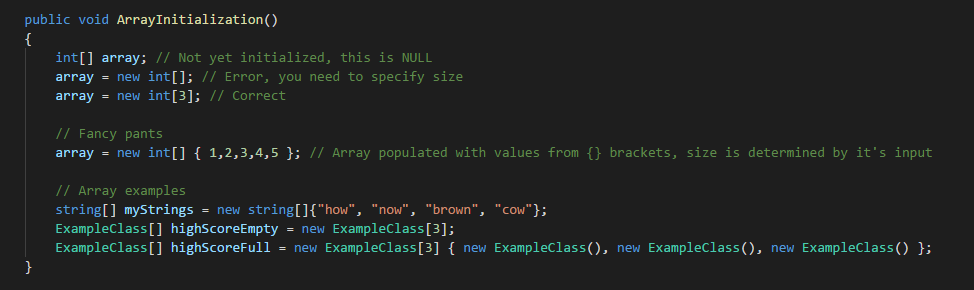 public void ArrayInitialization()
{
int[] array; // Not yet initialized, this is NULL
array = new int[]; // Error, you need to specify size
array = new int[3]; // Correct
// Fancy pants
array = new int[] { 1,2,3,4,5 }; // Array populated with values from {} brackets, size is determined by it's input
// Array examples
string[] myStrings = new string[]{"how", "now", "brown", "cow"};
ExampleClass[] highScoreEmpty = new ExampleClass[3];
ExampleClass[] highScoreFull = new ExampleClass[3] { new ExampleClass(), new ExampleClass(), new ExampleClass() };
}